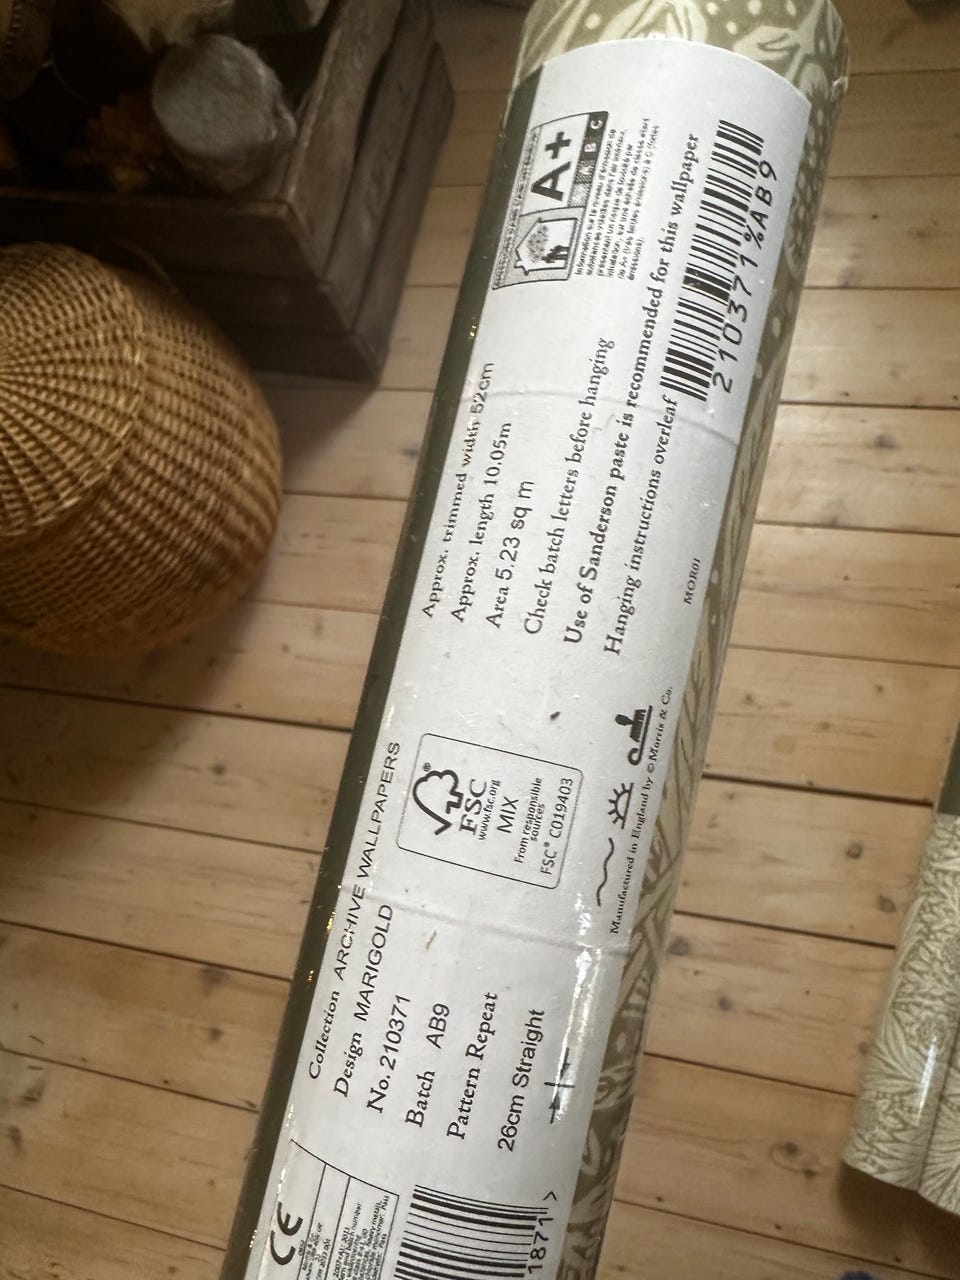 Collection ARCHIVE WALLPAPERS
Design MARIGOLD
No. 210371
Batch AB9
Pattern Repeat
26cm Straight
FSC®
www.fsc.org
MIX
From responsible
sources
FSC® C019403
Manufactured in England by © Morris & Co.
Approx. trimmed width 52cm
Approx. length 10.05m
Area 5.23 sq m
Check batch letters before hanging
Use of Sanderson paste is recommended for this wallpaper
Hanging instructions overleaf
MOR01
A+
A B C
210371%AB9
CE
1871>